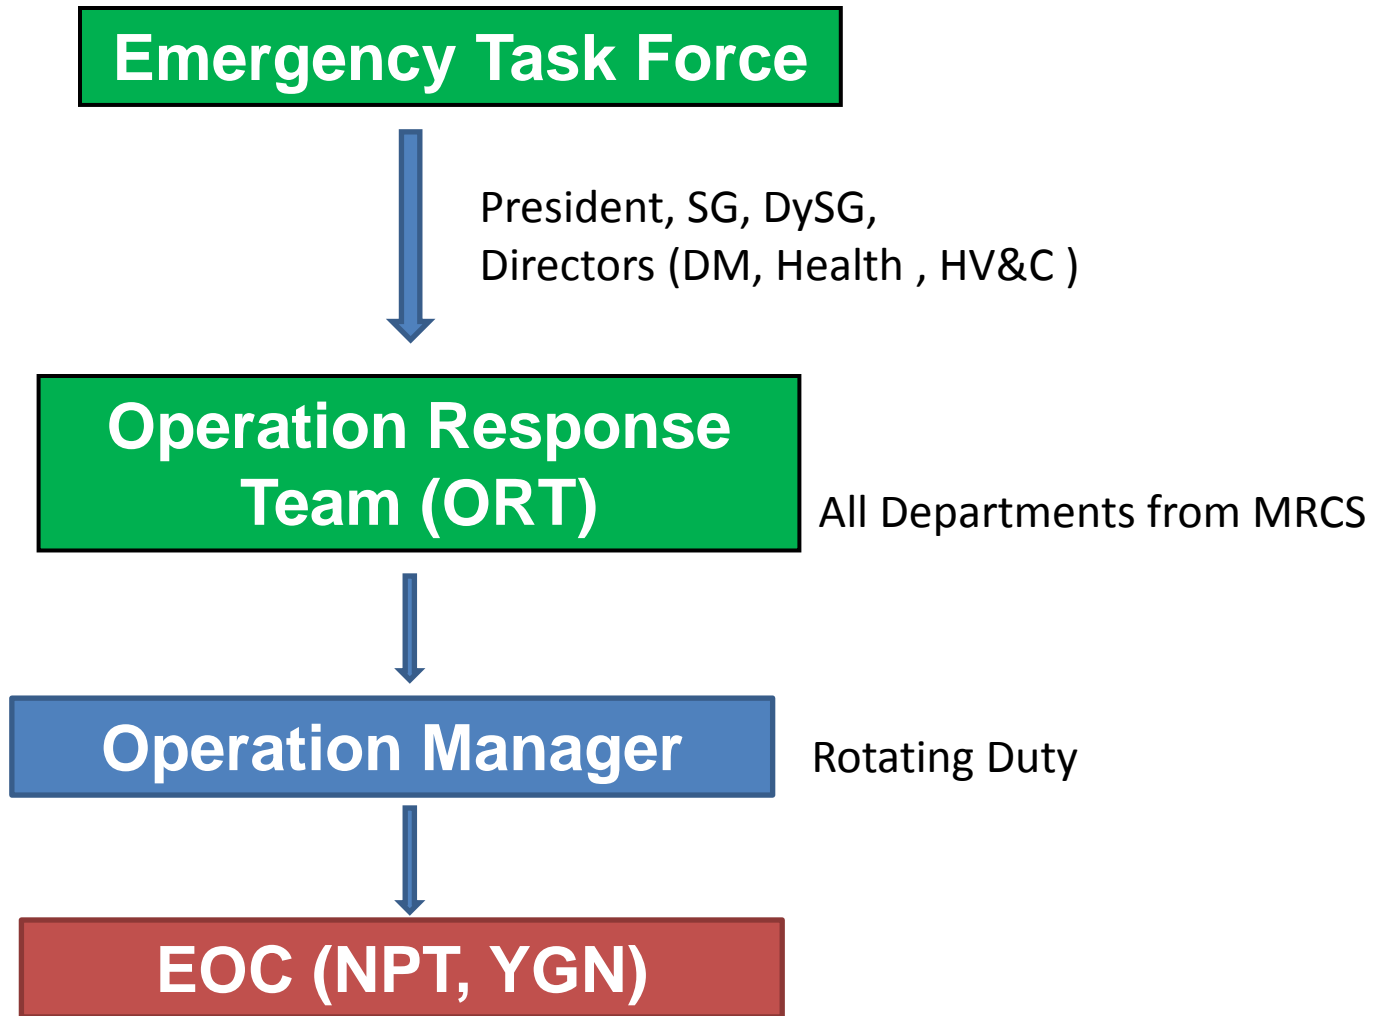 Emergency Task Force
President, SG, DySG,
Directors (DM, Health , HV&C )
Operation Response
Team (ORT)
All Departments from MRCS
Operation Manager
Rotating Duty
EOC (NPT, YGN)